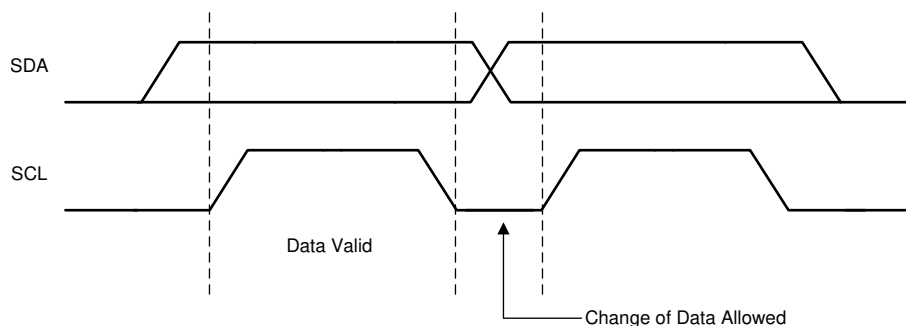 SDA
SCL
Data Valid
Change of Data Allowed